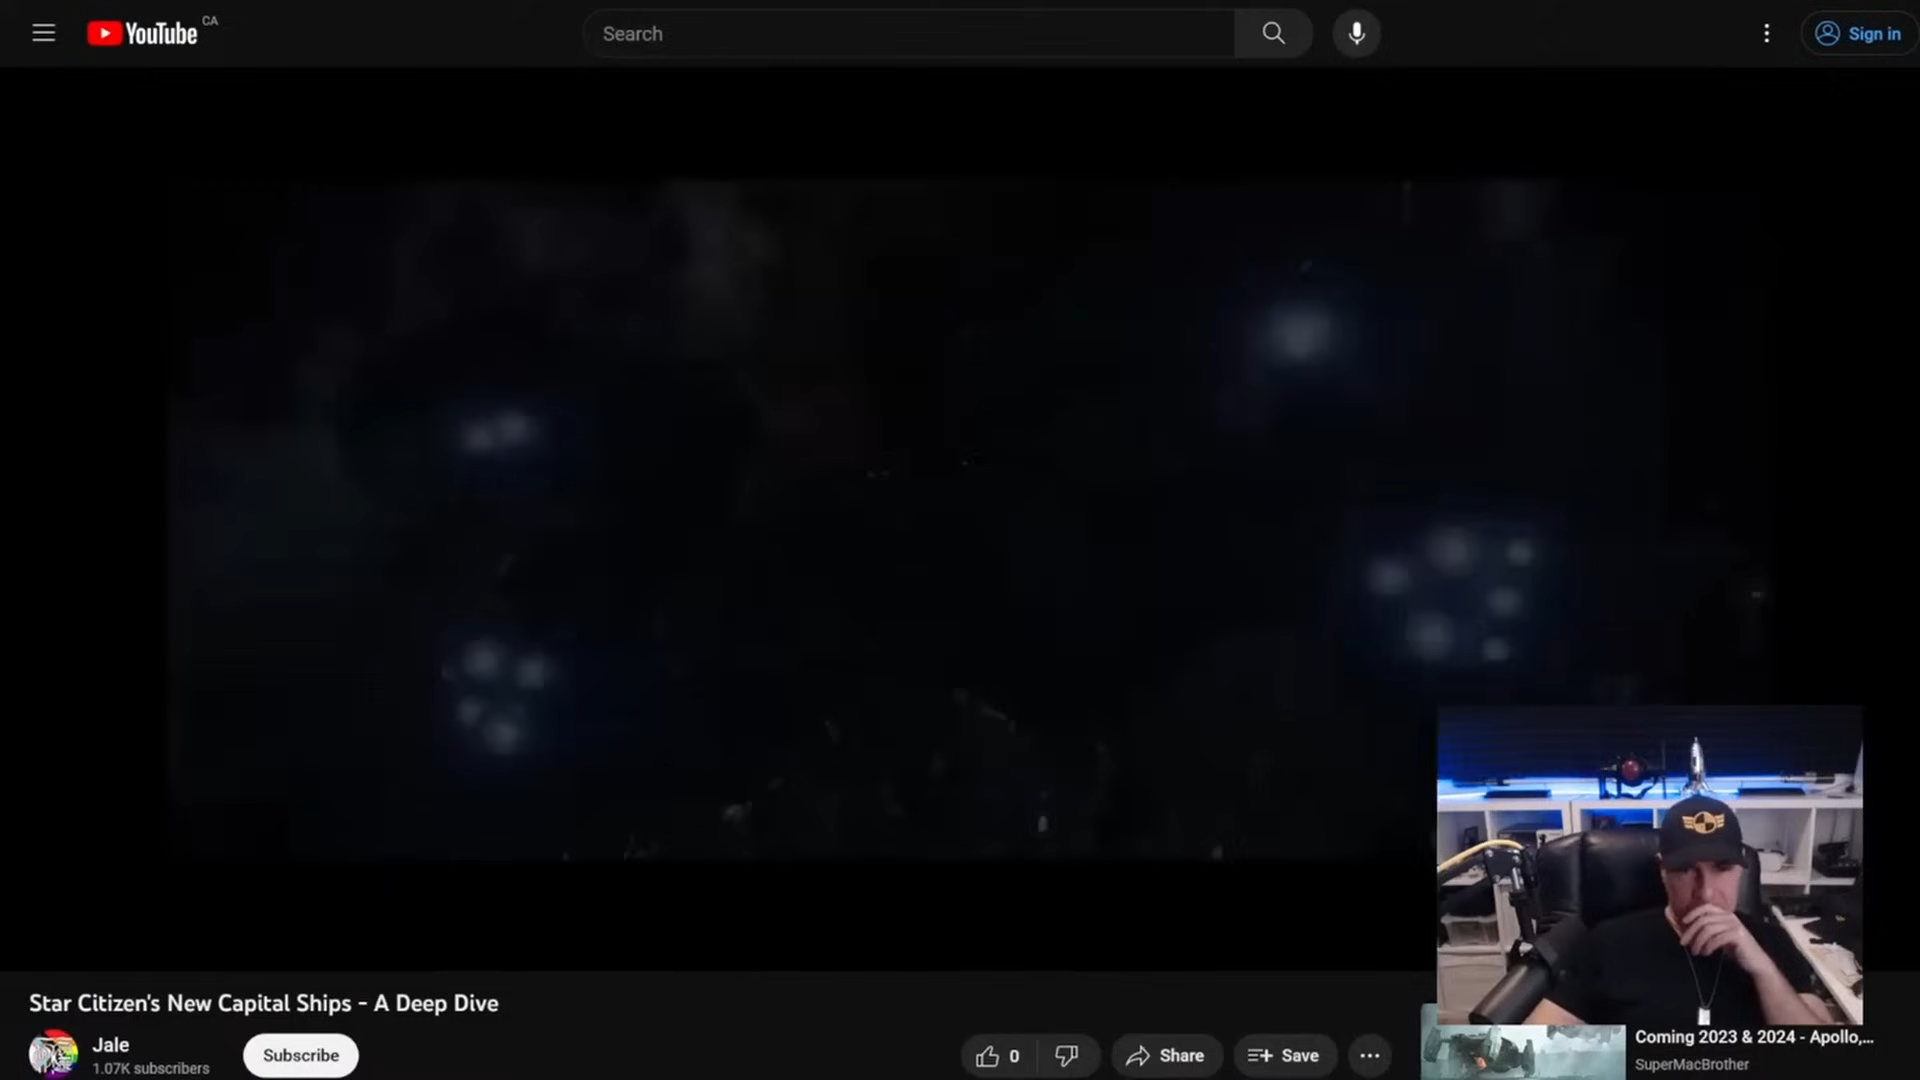 YouTube CA
Search
Sign in
Star Citizen's New Capital Ships - A Deep Dive
Jale
1.07K subscribers
Subscribe
0
Share
Save
Coming 2023 & 2024 - Apollo,...
SuperMacBrother